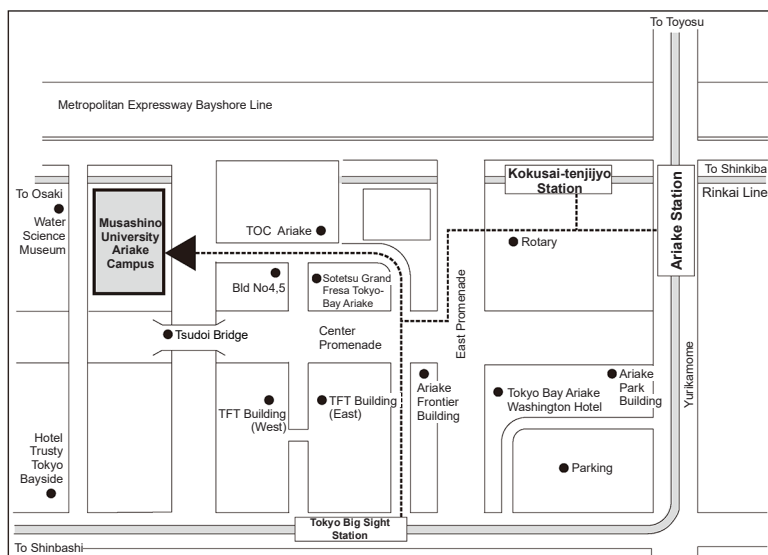 To Toyosu
Metropolitan Expressway Bayshore Line
Kokusai-tenjijyo
Station
To Shinkiba
Rinkai Line
Ariake Station
To Osaki
Water
Science
Museum
Musashino
University
Ariake
Campus
TOC Ariake
Rotary
Bld No4,5
Sotetsu Grand
Fresa Tokyo-
Bay Ariake
East Promenade
Tsudoi Bridge
Center
Promenade
Yurikamome
Ariake
Frontier
Building
Tokyo Bay Ariake
Washington Hotel
Ariake
Park
Building
TFT Building
(West)
TFT Building
(East)
Hotel
Trusty
Tokyo
Bayside
Parking
Tokyo Big Sight
Station
To Shinbashi